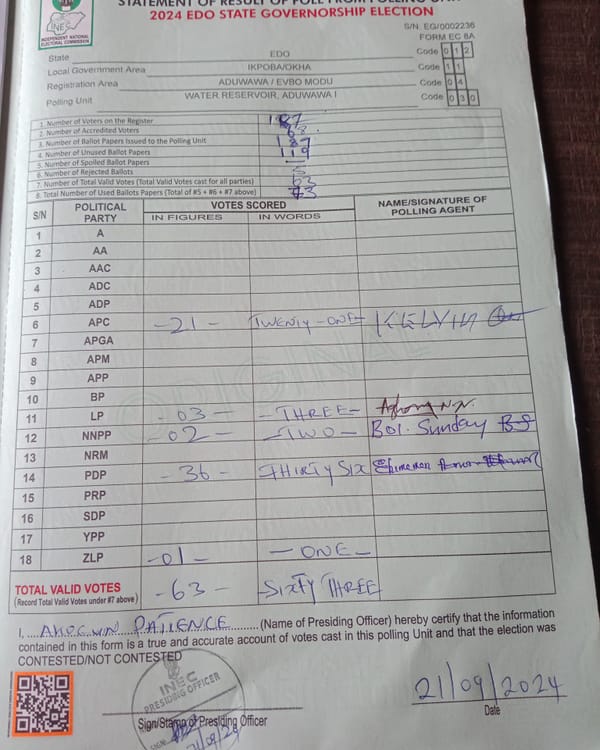 STATEMENT OF RESULT OF POLL FROM POLLING UNIT
2024 EDO STATE GOVERNORSHIP ELECTION
INEC
INDEPENDENT NATIONAL ELECTORAL COMMISSION
S/N. EG/0002236
FORM EC 8A
State EDO Code 0 1 2
Local Government Area IKPOBA/OKHA Code 1 1
Registration Area ADUWAWA / EVBO MODU Code 0 4
Polling Unit WATER RESERVOIR, ADUWAWA I Code 0 3 0
1. Number of Voters on the Register 187
2. Number of Accredited Voters 68
3. Number of Ballot Papers Issued to the Polling Unit 187
4. Number of Unused Ballot Papers 119
5. Number of Spoiled Ballot Papers
6. Number of Rejected Ballots 5
7. Number of Total Valid Votes (Total Valid Votes cast for all parties) 63
8. Total Number of Used Ballots Papers (Total of #5 + #6 + #7 above)
S/N POLITICAL PARTY VOTES SCORED NAME/SIGNATURE OF POLLING AGENT
IN FIGURES IN WORDS
1 A
2 AA
3 AAC
4 ADC
5 ADP
6 APC -21- TWENTY-ONE- KELVIN
7 APGA
8 APM
9 APP
10 BP
11 LP -03- -THREE-
12 NNPP -02- -TWO- BOI. Sunday
13 NRM
14 PDP -36- THIRTY SIX
15 PRP
16 SDP
17 YPP
18 ZLP -01- -ONE-
TOTAL VALID VOTES -63- SIXTY THREE
(Record Total Valid Votes under #7 above)
I, .... PATIENCE ....... (Name of Presiding Officer) hereby certify that the information
contained in this form is a true and accurate account of votes cast in this polling Unit and that the election was
CONTESTED/NOT CONTESTED
INEC
PRESIDING OFFICER
21/09/2024
Sign/Stamp of Presiding Officer
Date